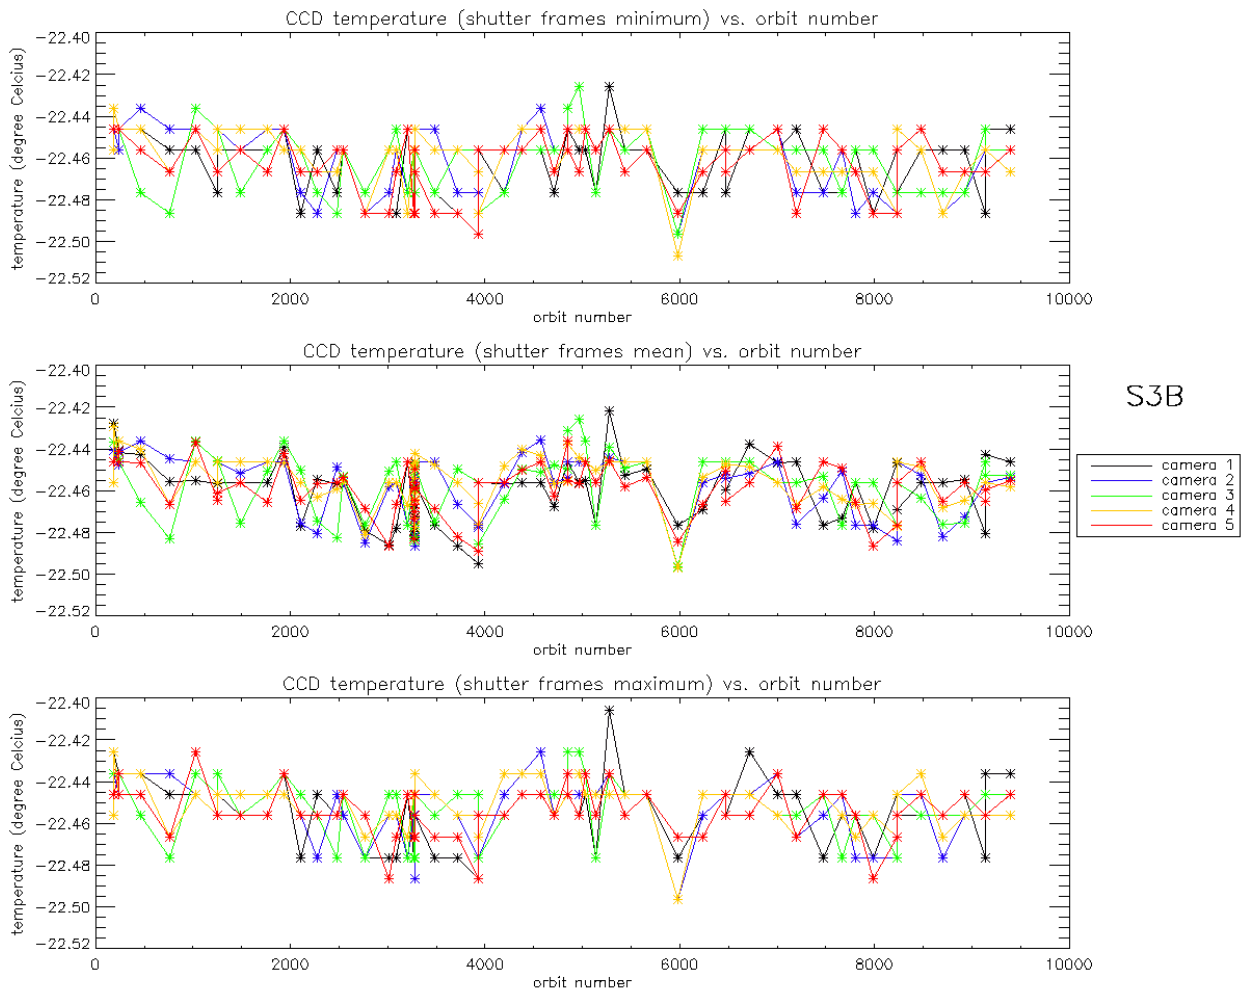 CCD temperature (shutter frames minimum) vs. orbit number
temperature (degree Celcius)
-22.40
-22.42
-22.44
-22.46
-22.48
-22.50
-22.52
0 2000 4000 6000 8000 10000
orbit number
CCD temperature (shutter frames mean) vs. orbit number
temperature (degree Celcius)
-22.40
-22.42
-22.44
-22.46
-22.48
-22.50
-22.52
0 2000 4000 6000 8000 10000
orbit number
S3B
camera 1
camera 2
camera 3
camera 4
camera 5
CCD temperature (shutter frames maximum) vs. orbit number
temperature (degree Celcius)
-22.40
-22.42
-22.44
-22.46
-22.48
-22.50
-22.52
0 2000 4000 6000 8000 10000
orbit number